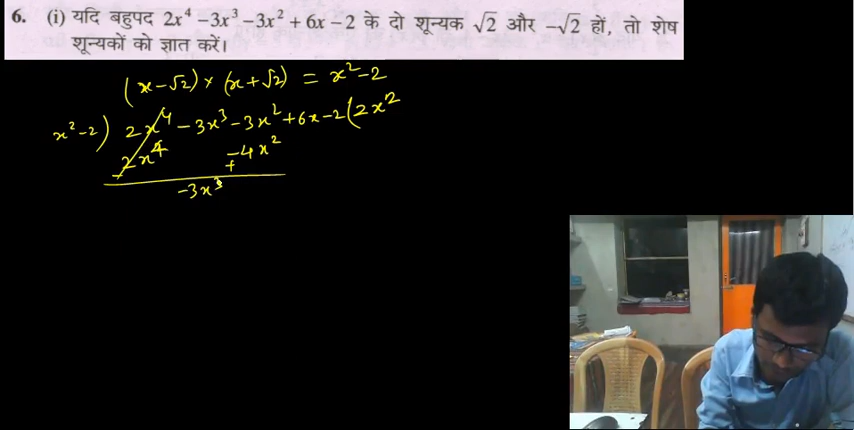 6. (i) यदि बहुपद 2x⁴ – 3x³ – 3x² + 6x – 2 के दो शून्यक √2 और –√2 हों, तो शेष
शून्यकों को ज्ञात करें।
(x-√2) × (x+√2) = x²-2
x²-2) 2x⁴ -3x³ -3x² +6x -2 (2x²
2x⁴ -4x²
- +
-3x³